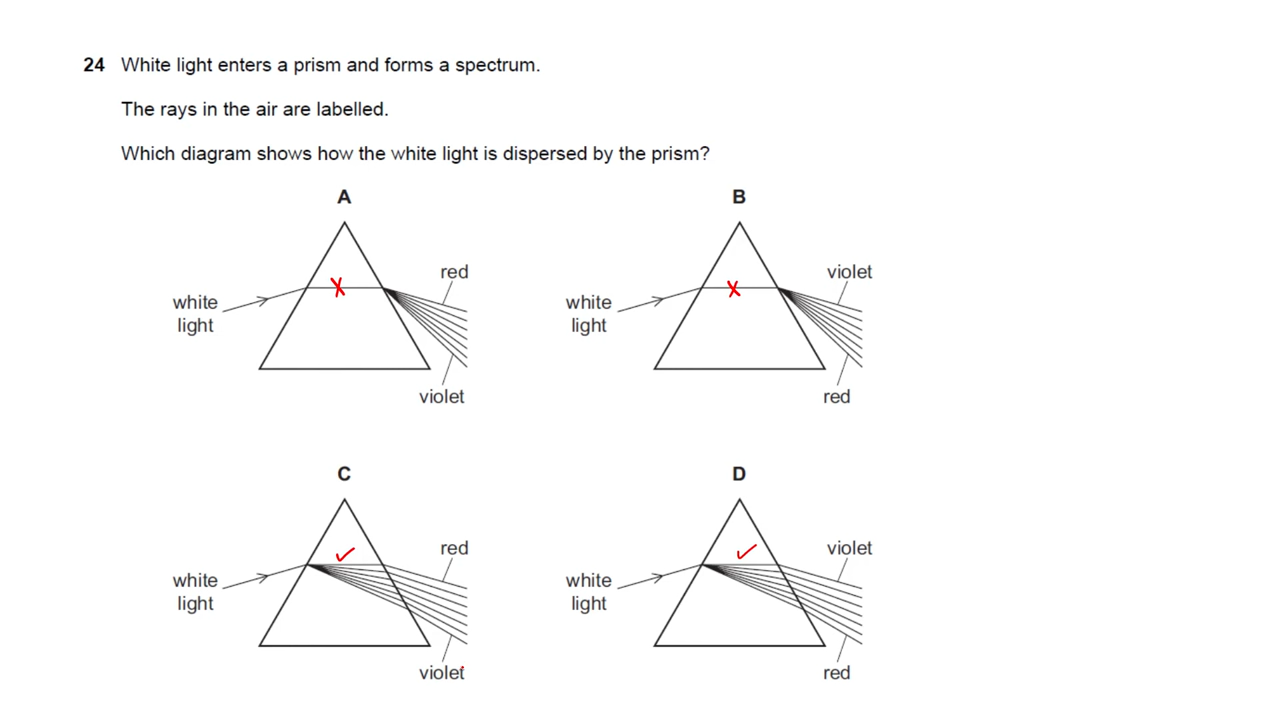 24 White light enters a prism and forms a spectrum.
The rays in the air are labelled.
Which diagram shows how the white light is dispersed by the prism?
A
red
white
light
violet
B
violet
white
light
red
C
red
white
light
violet
D
violet
white
light
red